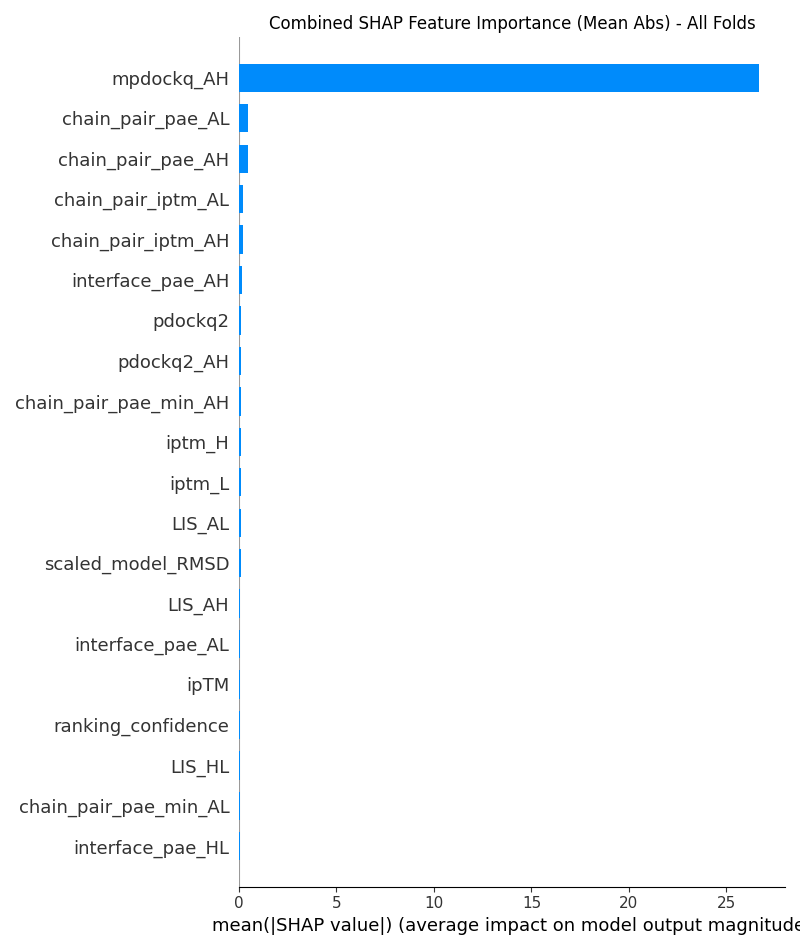 Combined SHAP Feature Importance (Mean Abs) - All Folds
mpdockq_AH
chain_pair_pae_AL
chain_pair_pae_AH
chain_pair_iptm_AL
chain_pair_iptm_AH
interface_pae_AH
pdockq2
pdockq2_AH
chain_pair_pae_min_AH
iptm_H
iptm_L
LIS_AL
scaled_model_RMSD
LIS_AH
interface_pae_AL
ipTM
ranking_confidence
LIS_HL
chain_pair_pae_min_AL
interface_pae_HL
0 5 10 15 20 25
mean(|SHAP value|) (average impact on model output magnitude